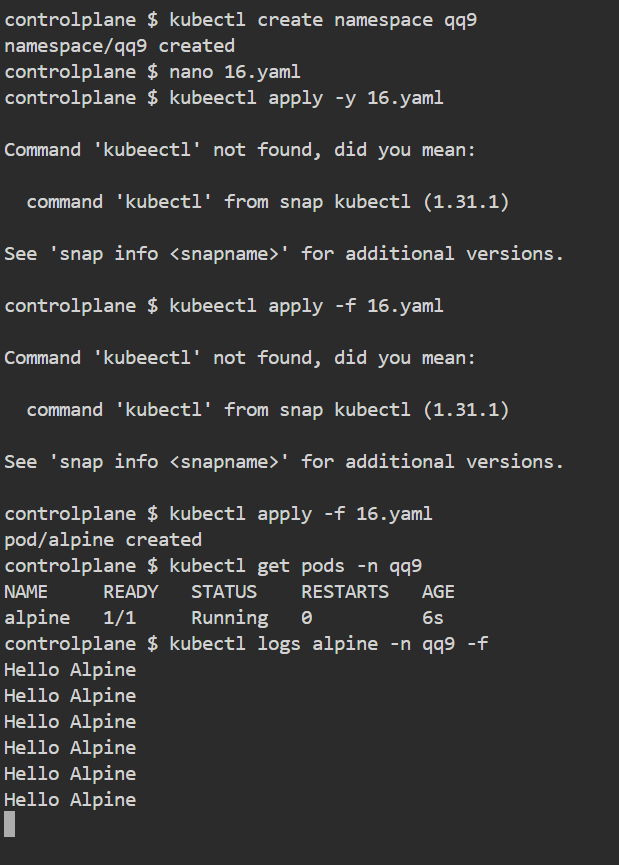 controlplane $ kubectl create namespace qq9
namespace/qq9 created
controlplane $ nano 16.yaml
controlplane $ kubeectl apply -y 16.yaml
Command 'kubeectl' not found, did you mean:
command 'kubectl' from snap kubectl (1.31.1)
See 'snap info <snapname>' for additional versions.
controlplane $ kubeectl apply -f 16.yaml
Command 'kubeectl' not found, did you mean:
command 'kubectl' from snap kubectl (1.31.1)
See 'snap info <snapname>' for additional versions.
controlplane $ kubectl apply -f 16.yaml
pod/alpine created
controlplane $ kubectl get pods -n qq9
NAME     READY   STATUS    RESTARTS   AGE
alpine   1/1     Running   0          6s
controlplane $ kubectl logs alpine -n qq9 -f
Hello Alpine
Hello Alpine
Hello Alpine
Hello Alpine
Hello Alpine
Hello Alpine